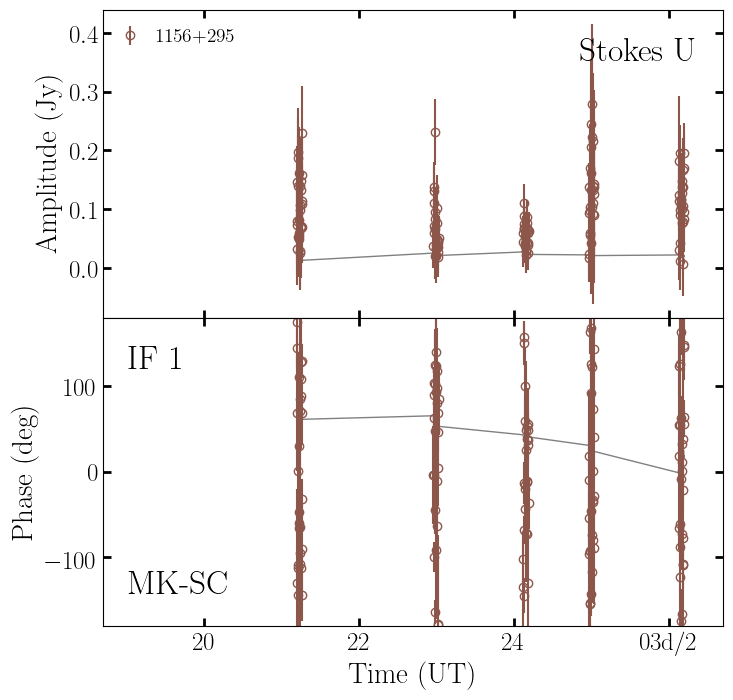 1156+295
Stokes U
Amplitude (Jy)
0.4
0.3
0.2
0.1
0.0
IF 1
MK-SC
Phase (deg)
100
0
−100
20
22
24
03d/2
Time (UT)